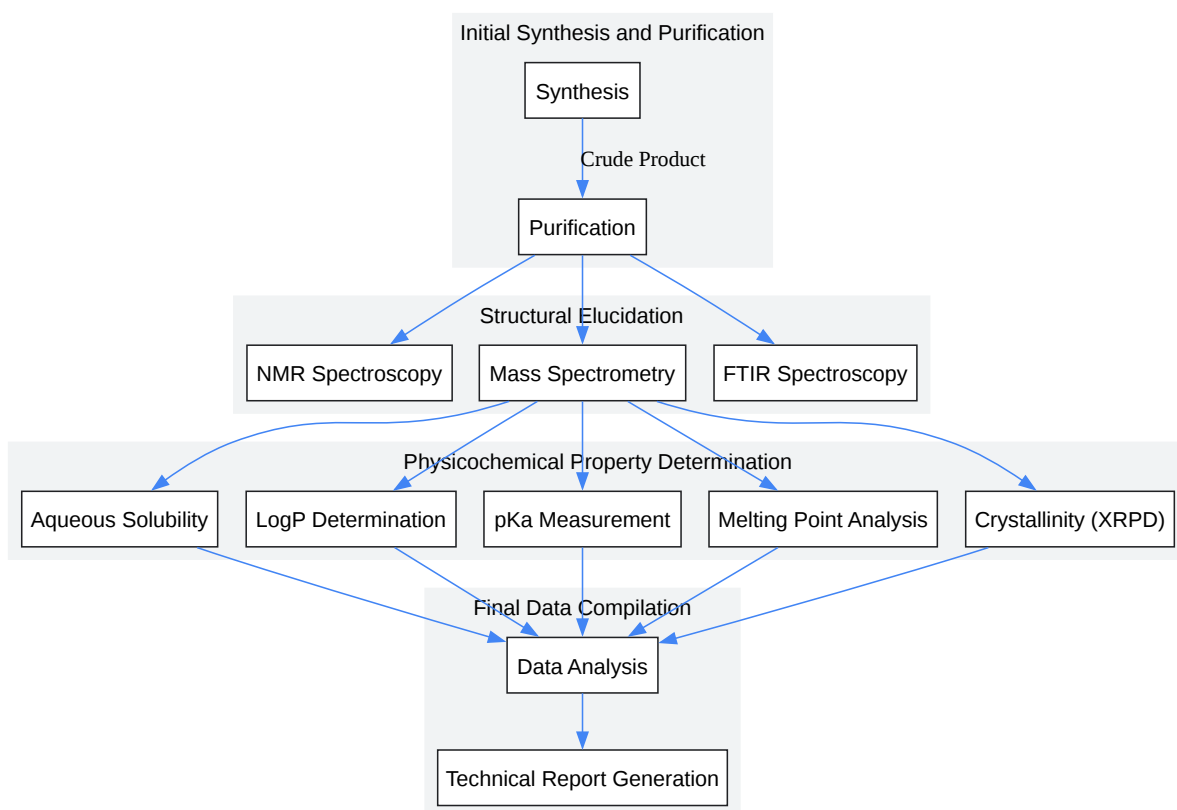 Initial Synthesis and Purification
Synthesis
Crude Product
Purification
Structural Elucidation
NMR Spectroscopy
Mass Spectrometry
FTIR Spectroscopy
Physicochemical Property Determination
Aqueous Solubility
LogP Determination
pKa Measurement
Melting Point Analysis
Crystallinity (XRPD)
Final Data Compilation
Data Analysis
Technical Report Generation